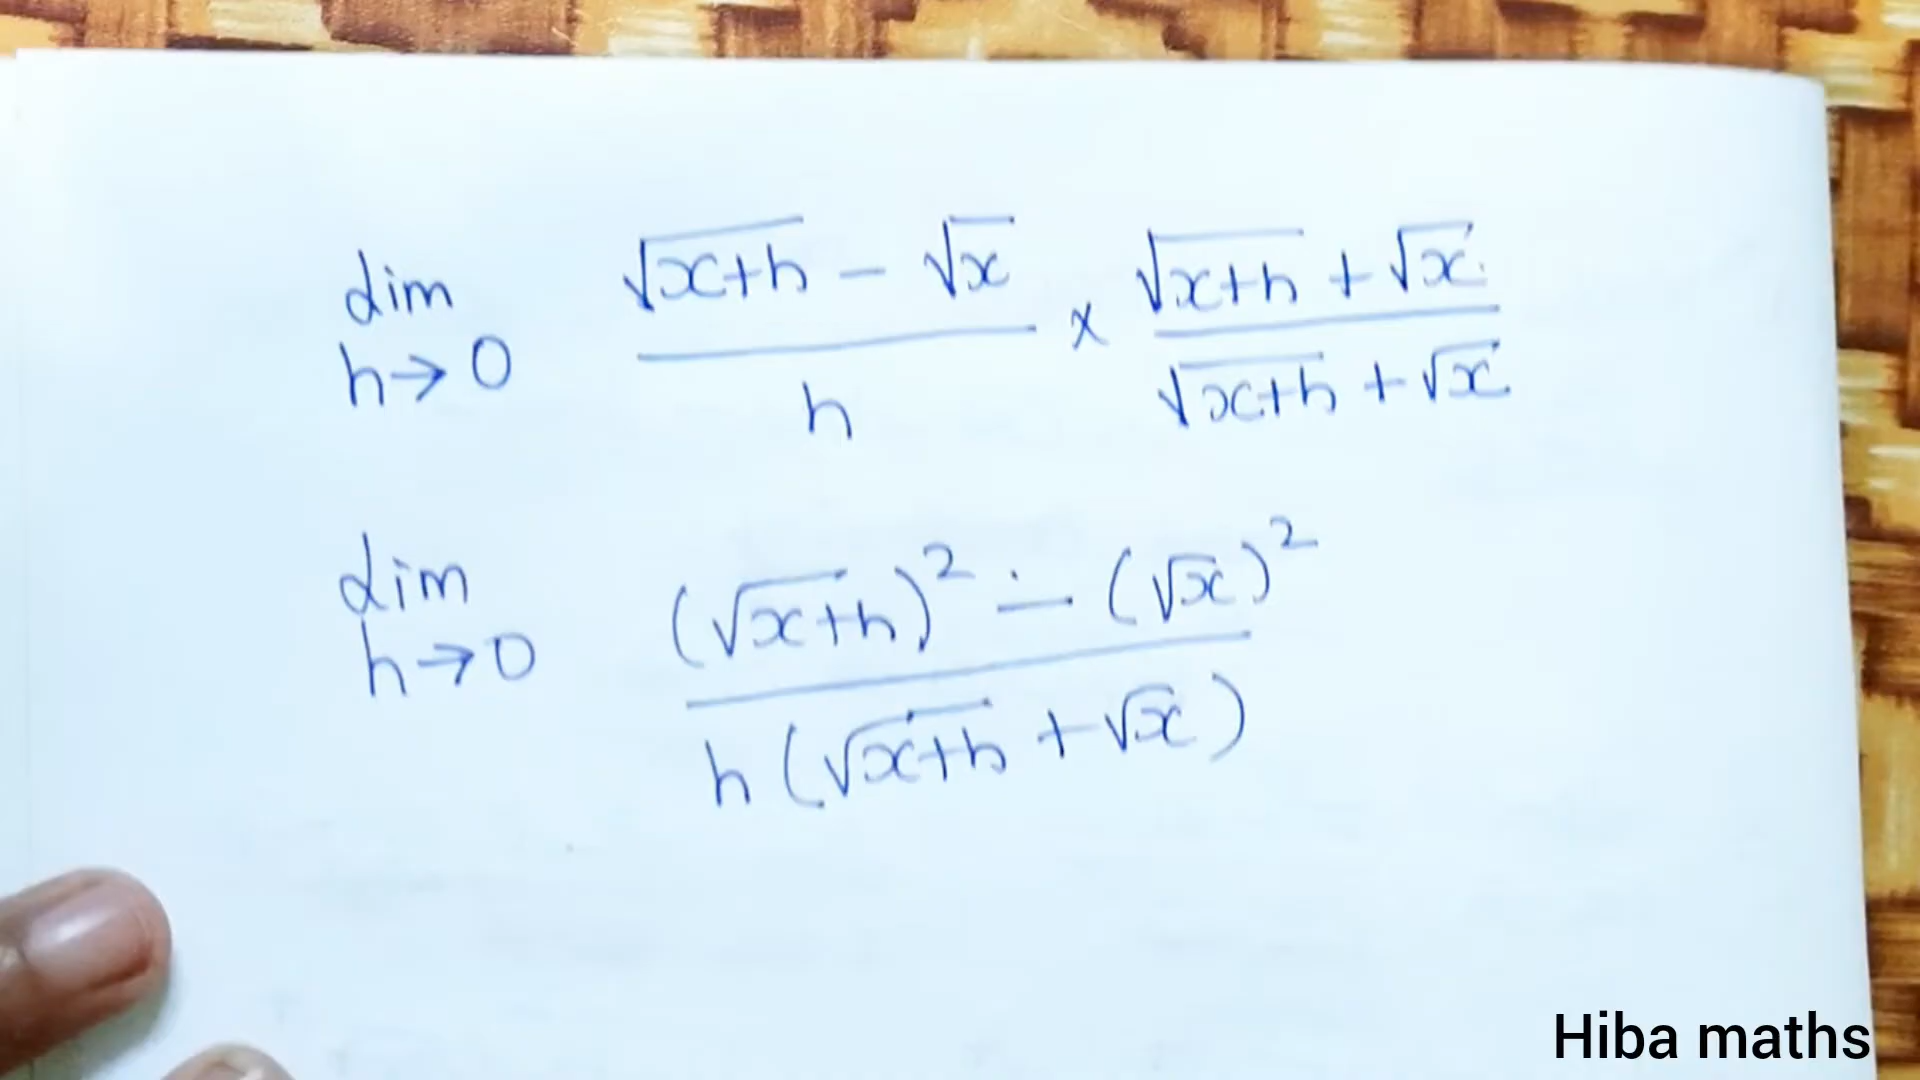 lim h→0 (√(x+h) − √x)/h × (√(x+h) + √x)/(√(x+h) + √x)
lim h→0 ((√(x+h))² − (√x)²)/(h(√(x+h) + √x))
Hiba maths